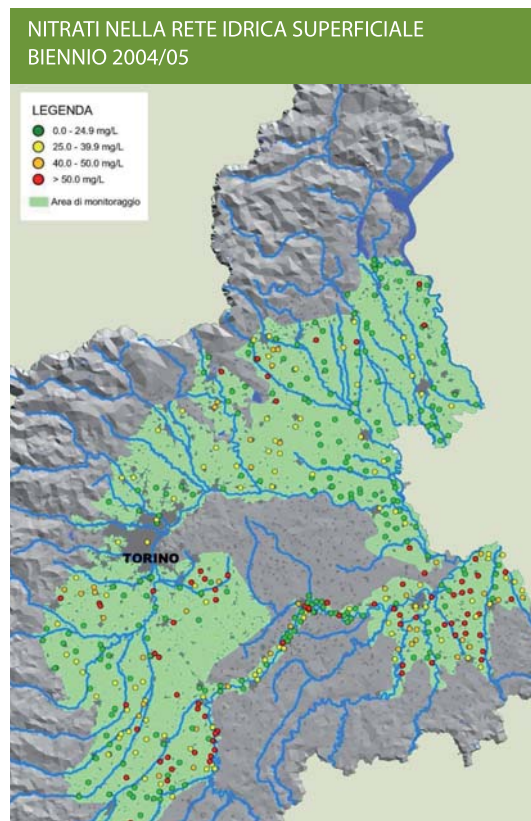 NITRATI NELLA RETE IDRICA SUPERFICIALE
BIENNIO 2004/05
LEGENDA
0.0 - 24.9 mg/L
25.0 - 39.9 mg/L
40.0 - 50.0 mg/L
> 50.0 mg/L
Area di monitoraggio
TORINO